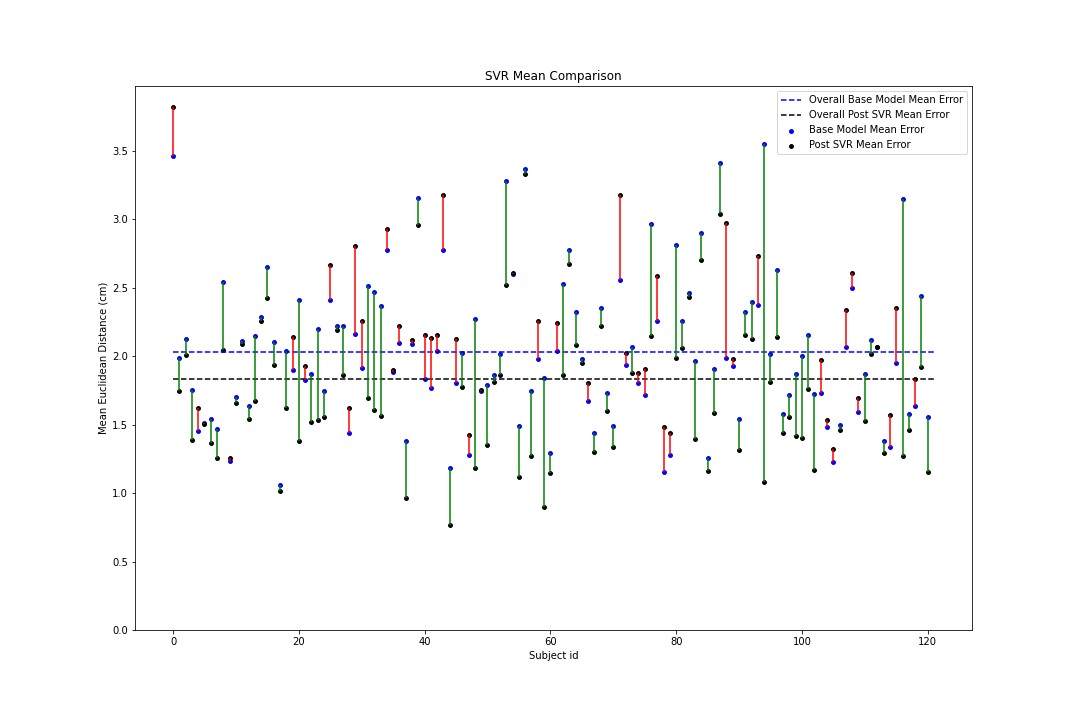 SVR Mean Comparison
Overall Base Model Mean Error
Overall Post SVR Mean Error
Base Model Mean Error
Post SVR Mean Error
Mean Euclidean Distance (cm)
3.5
3.0
2.5
2.0
1.5
1.0
0.5
0.0
0 20 40 60 80 100 120
Subject id